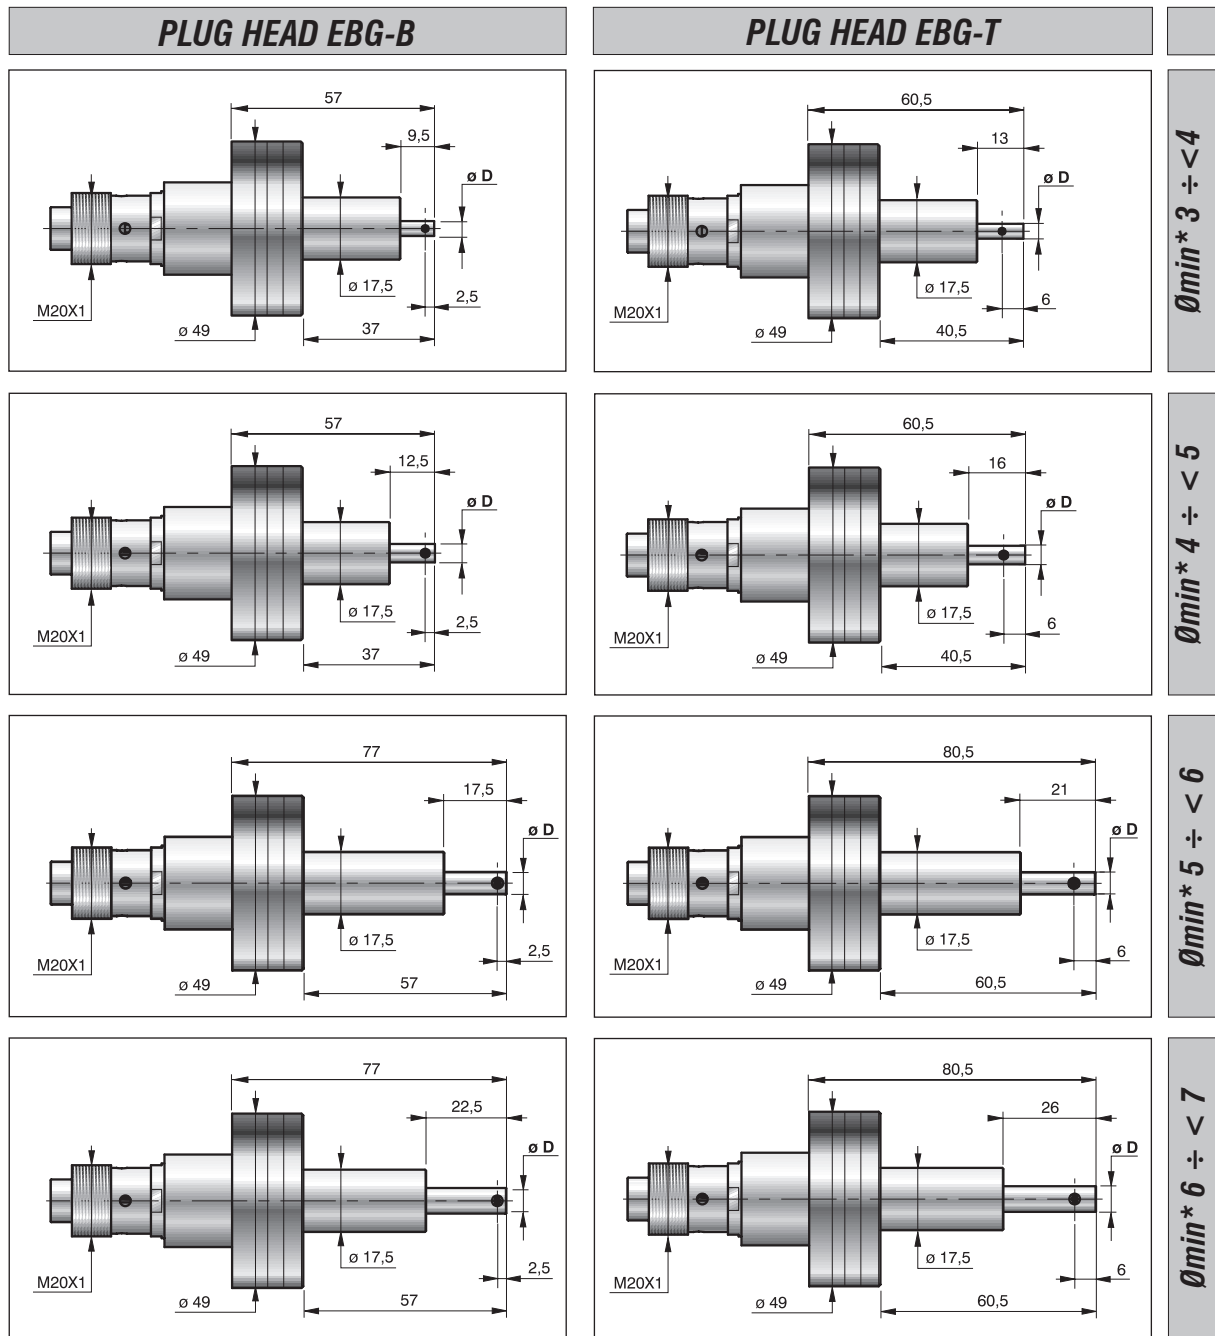 PLUG HEAD EBG-B
PLUG HEAD EBG-T
57
9,5
ø D
M20X1
ø 17,5
2,5
ø 49
37
60,5
13
ø D
M20X1
ø 17,5
6
ø 49
40,5
Ømin* 3 ÷ <4
57
12,5
ø D
M20X1
ø 17,5
2,5
ø 49
37
60,5
16
ø D
M20X1
ø 17,5
6
ø 49
40,5
Ømin* 4 ÷ < 5
77
17,5
ø D
M20X1
ø 17,5
2,5
ø 49
57
80,5
21
ø D
M20X1
ø 17,5
6
ø 49
60,5
Ømin* 5 ÷ < 6
77
22,5
ø D
M20X1
ø 17,5
2,5
ø 49
57
80,5
26
ø D
M20X1
ø 17,5
6
ø 49
60,5
Ømin* 6 ÷ < 7